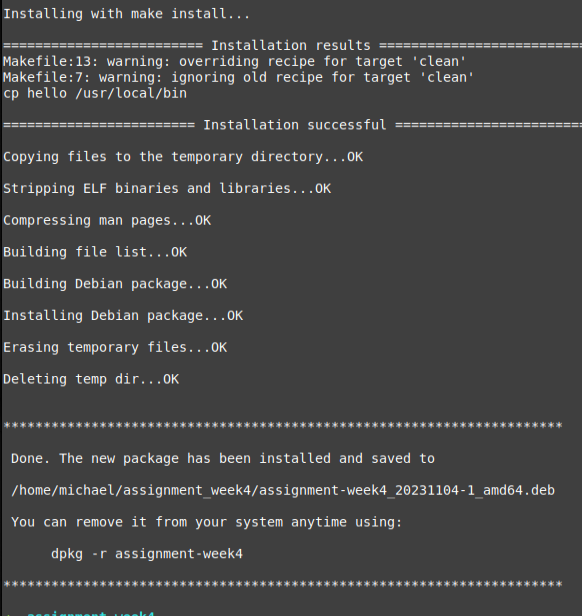 Installing with make install...
========================= Installation results ==========================
Makefile:13: warning: overriding recipe for target 'clean'
Makefile:7: warning: ignoring old recipe for target 'clean'
cp hello /usr/local/bin
======================== Installation successful ========================
Copying files to the temporary directory...OK
Stripping ELF binaries and libraries...OK
Compressing man pages...OK
Building file list...OK
Building Debian package...OK
Installing Debian package...OK
Erasing temporary files...OK
Deleting temp dir...OK
**********************************************************************
Done. The new package has been installed and saved to
/home/michael/assignment_week4/assignment-week4_20231104-1_amd64.deb
You can remove it from your system anytime using:
dpkg -r assignment-week4
**********************************************************************